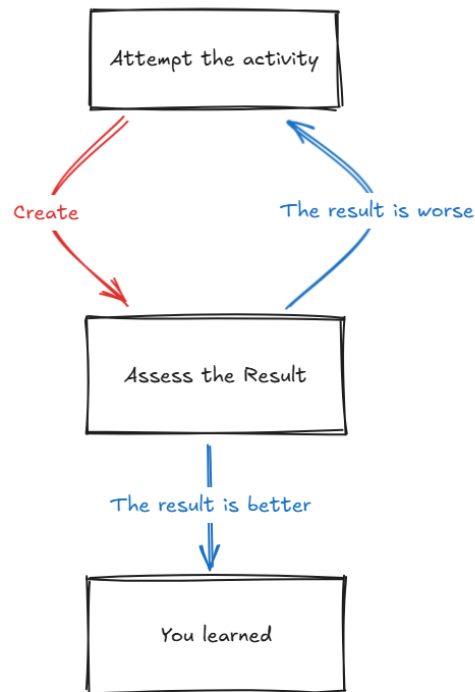 Attempt the activity
Create
The result is worse
Assess the Result
The result is better
You learned